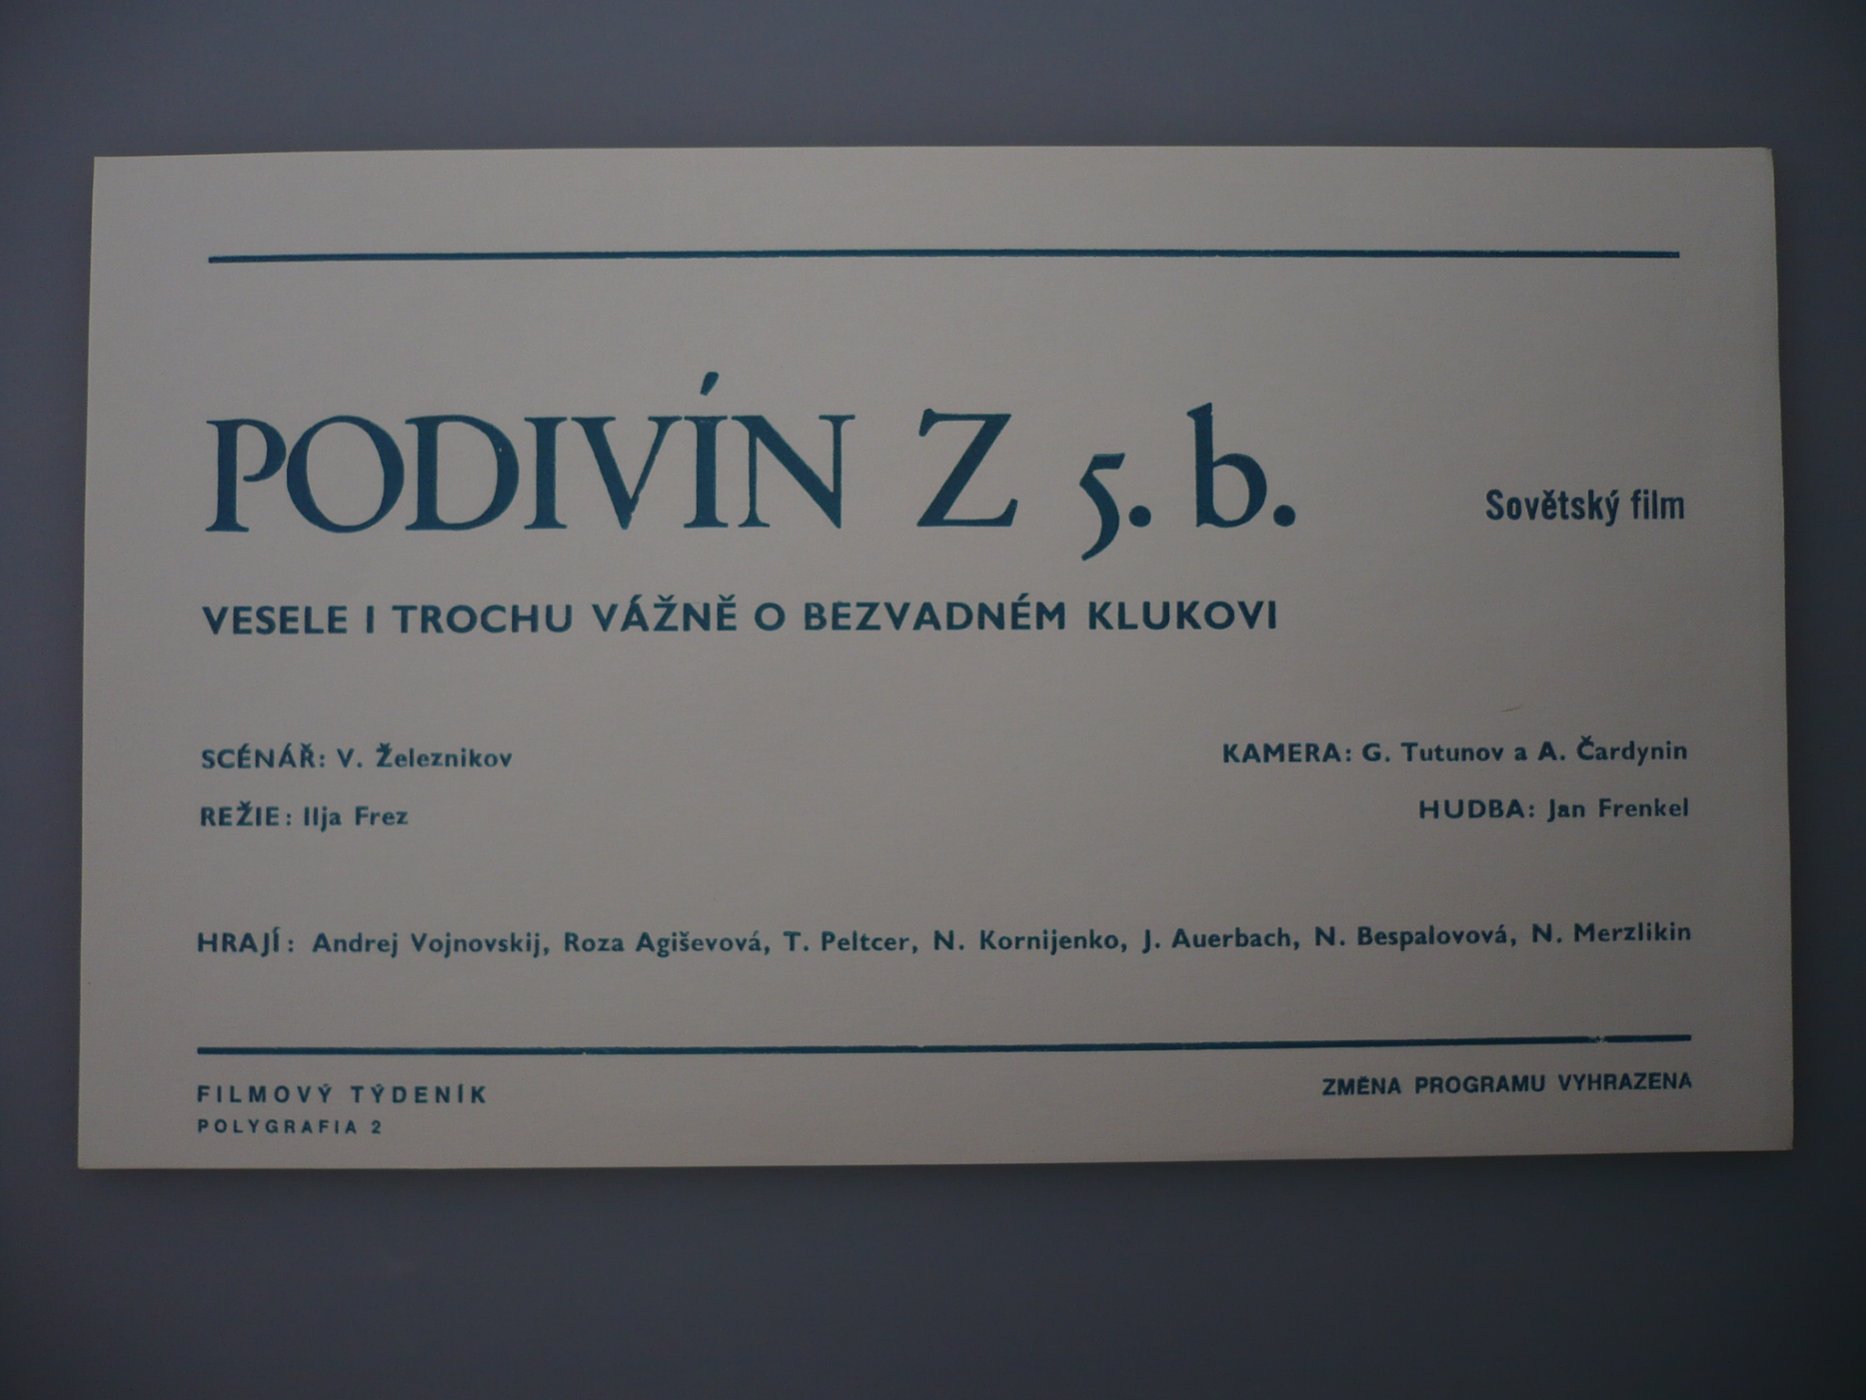 PODIVÍN Z 5. b.
Sovětský film
VESELE I TROCHU VÁŽNĚ O BEZVADNÉM KLUKOVI
SCÉNÁŘ: V. Železnikov
KAMERA: G. Tutunov a A. Čardynin
REŽIE: Ilja Frez
HUDBA: Jan Frenkel
HRAJÍ: Andrej Vojnovskij, Roza Agiševová, T. Peltcer, N. Kornijenko, J. Auerbach, N. Bespalovová, N. Merzlikin
FILMOVÝ TÝDENÍK
ZMĚNA PROGRAMU VYHRAZENA
POLYGRAFIA 2